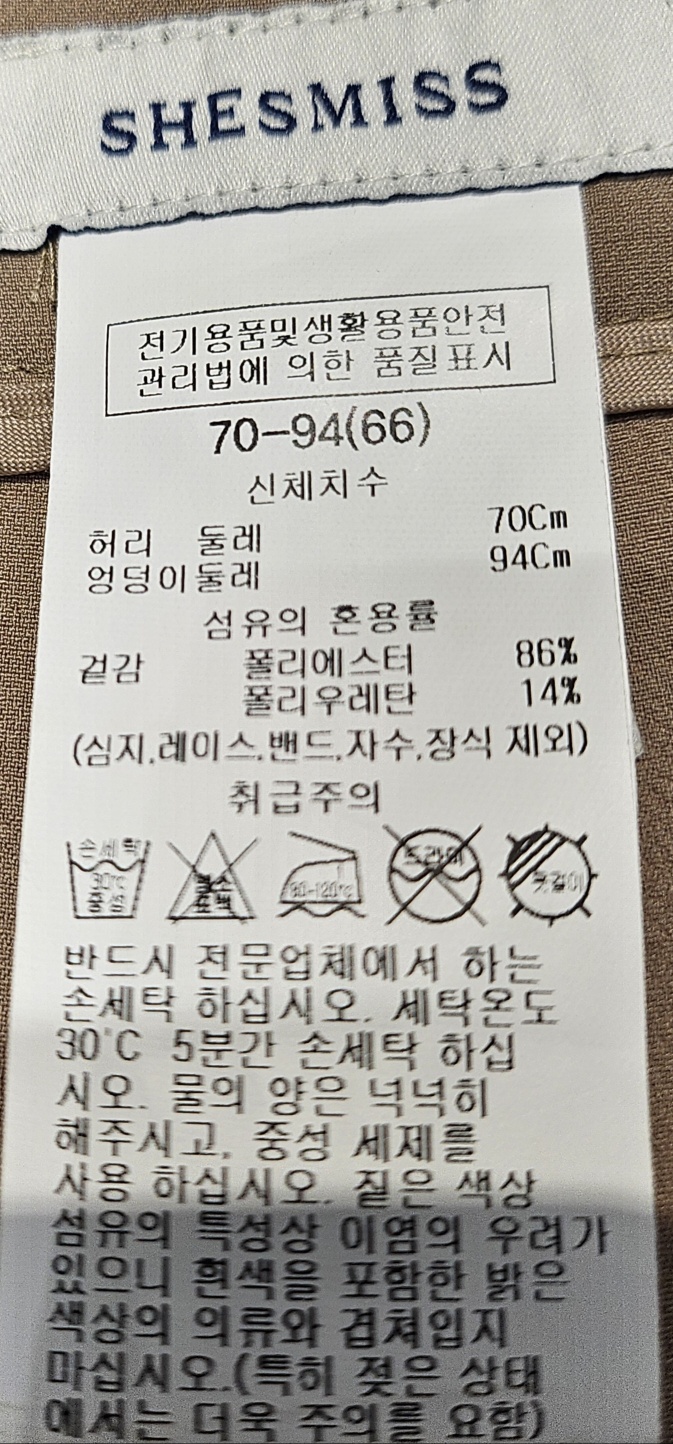 SHESMISS
전기용품및생활용품안전
관리법에 의한 품질표시
70-94(66)
신체치수
허리 둘레 70Cm
엉덩이둘레 94Cm
섬유의 혼용률
겉감 폴리에스터 86%
폴리우레탄 14%
(심지,레이스,밴드,자수,장식 제외)
취급주의
손세탁
30℃
중성
염소
표백
80-120℃
드라이
옷걸이
반드시 전문업체에서 하는
손세탁 하십시오. 세탁온도
30°C 5분간 손세탁 하십
시오. 물의 양은 넉넉히
해주시고, 중성 세제를
사용 하십시오. 짙은 색상
섬유의 특성상 이염의 우려가
있으니 흰색을 포함한 밝은
색상의 의류와 겹쳐입지
마십시오.(특히 젖은 상태
에서는 더욱 주의를 요함)